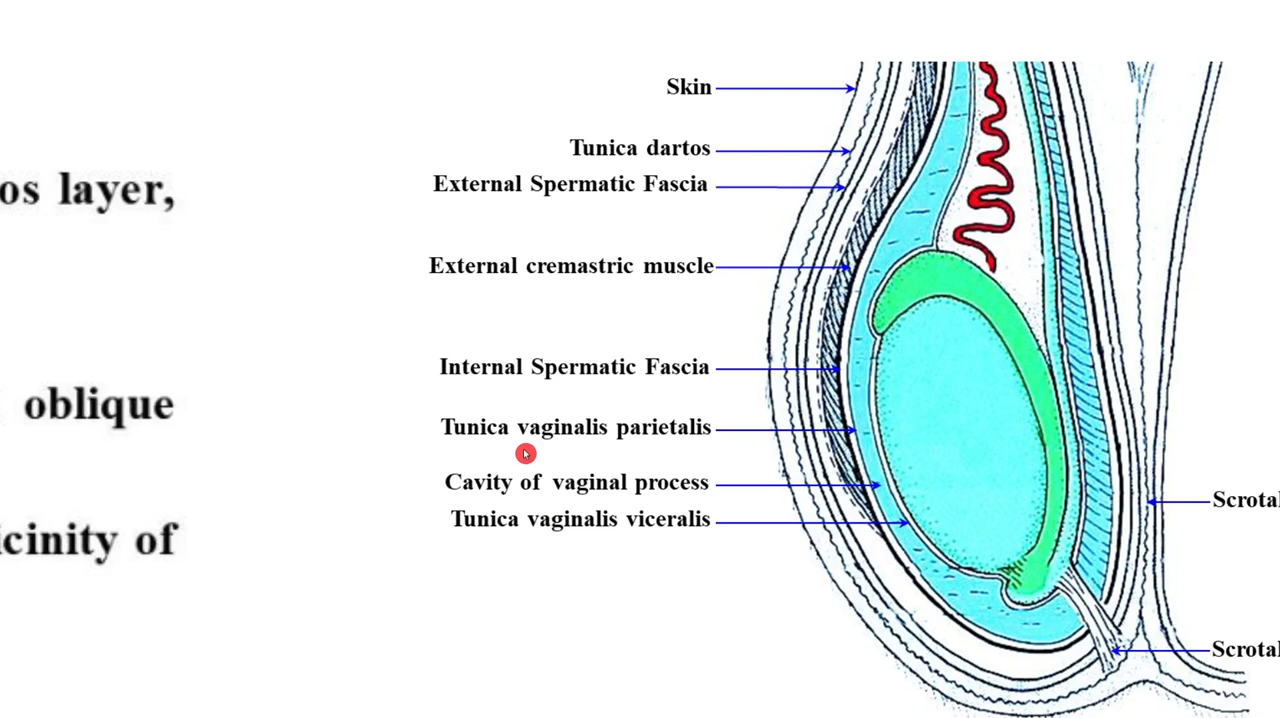 os layer,
oblique
icinity of
Skin
Tunica dartos
External Spermatic Fascia
External cremastric muscle
Internal Spermatic Fascia
Tunica vaginalis parietalis
Cavity of vaginal process
Tunica vaginalis viceralis
Scrotal
Scrotal